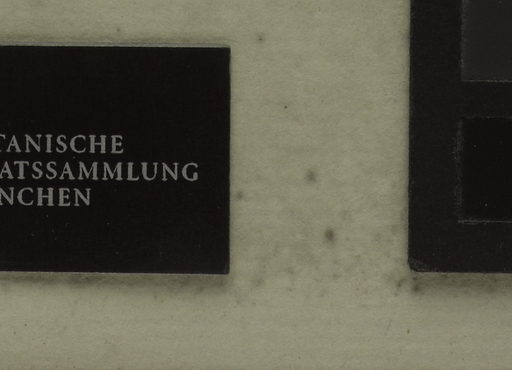 TANISCHE
ATSSAMMLUNG
NCHEN